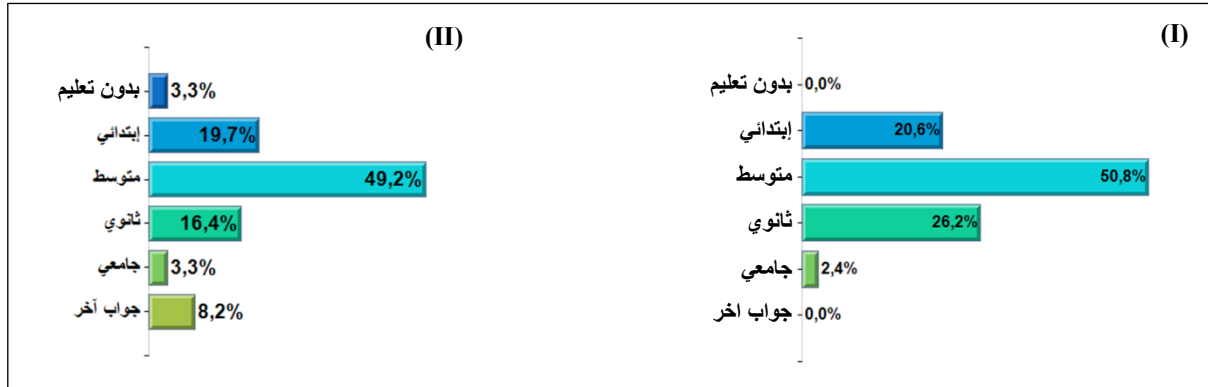 (I)
بدون تعليم 0,0%
إبتدائي 20,6%
متوسط 50,8%
ثانوي 26,2%
جامعي 2,4%
جواب اخر 0,0%
(II)
بدون تعليم 3,3%
إبتدائي 19,7%
متوسط 49,2%
ثانوي 16,4%
جامعي 3,3%
جواب آخر 8,2%